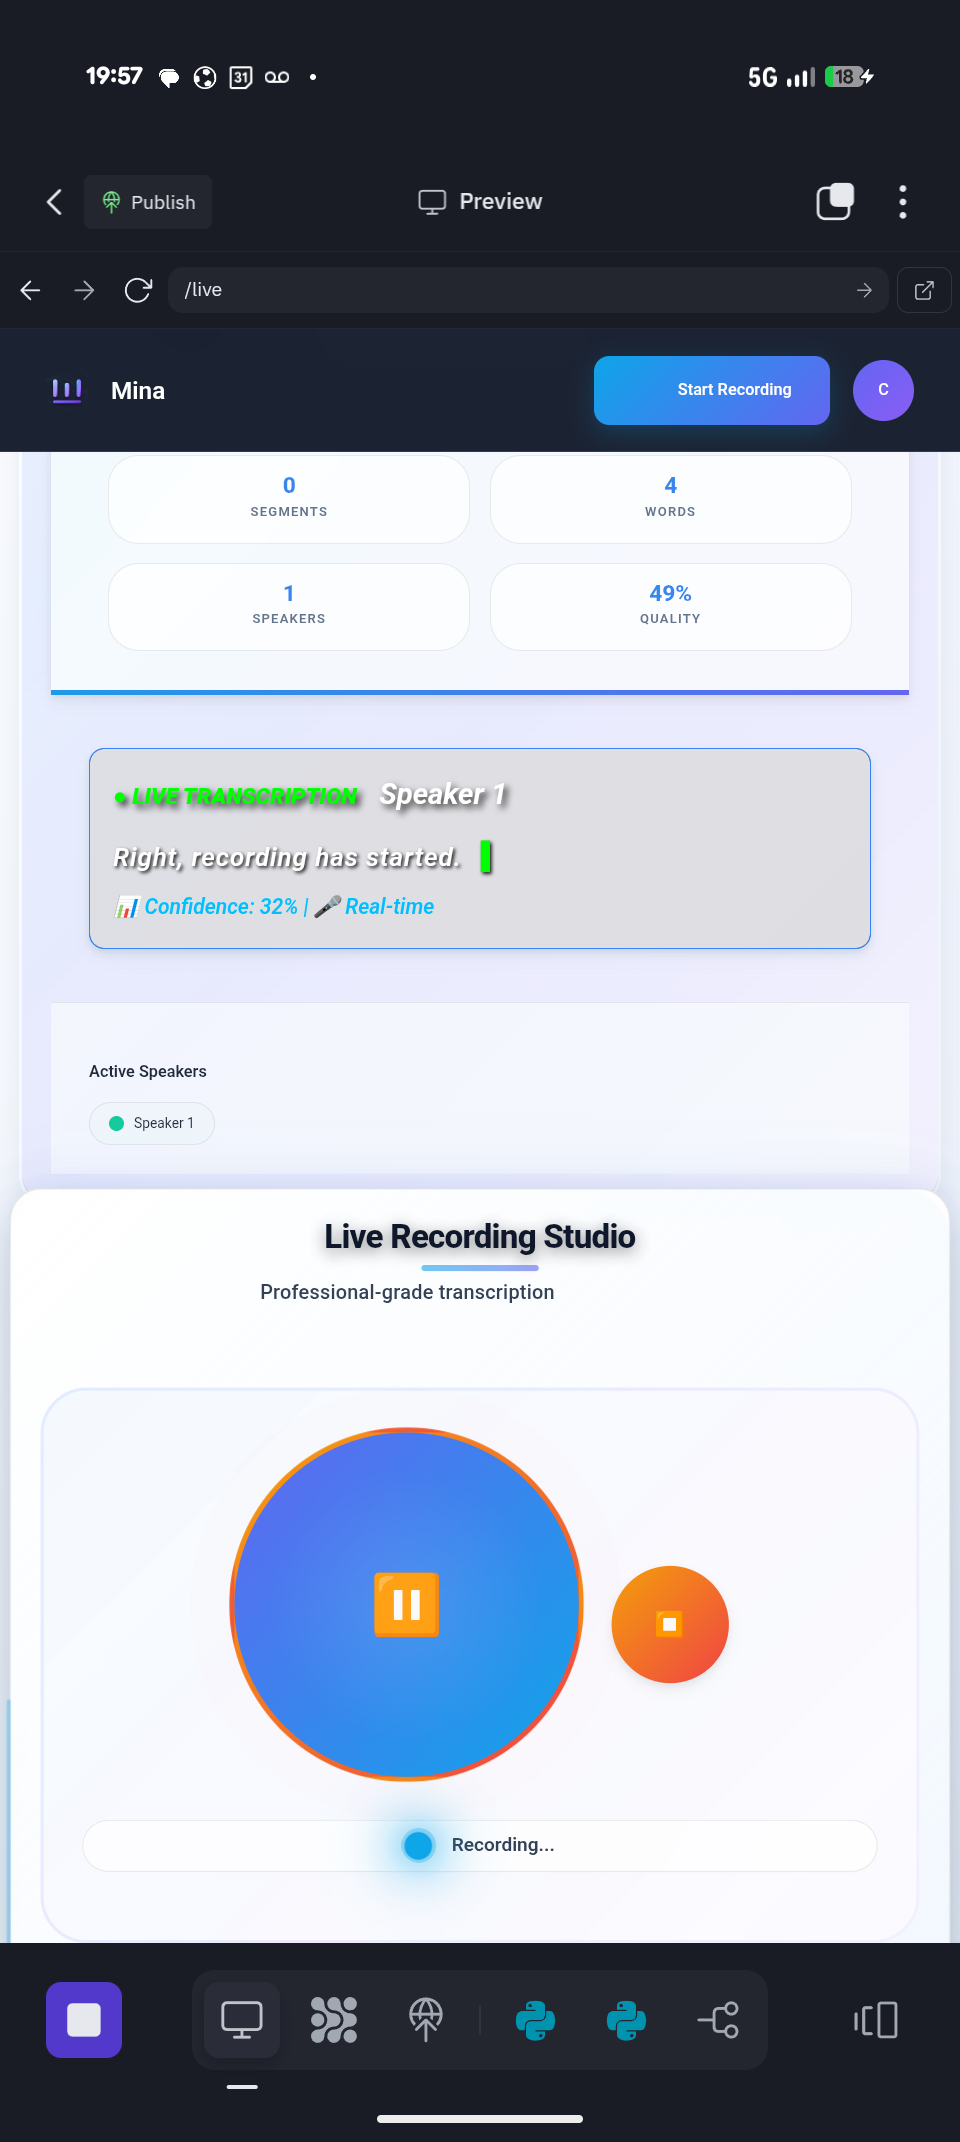 19:57
31
5G
18
Publish
Preview
/live
Mina
Start Recording
C
0
SEGMENTS
4
WORDS
1
SPEAKERS
49%
QUALITY
● LIVE TRANSCRIPTION Speaker 1
Right, recording has started.
📊 Confidence: 32% | 🎤 Real-time
Active Speakers
Speaker 1
Live Recording Studio
Professional-grade transcription
Recording...